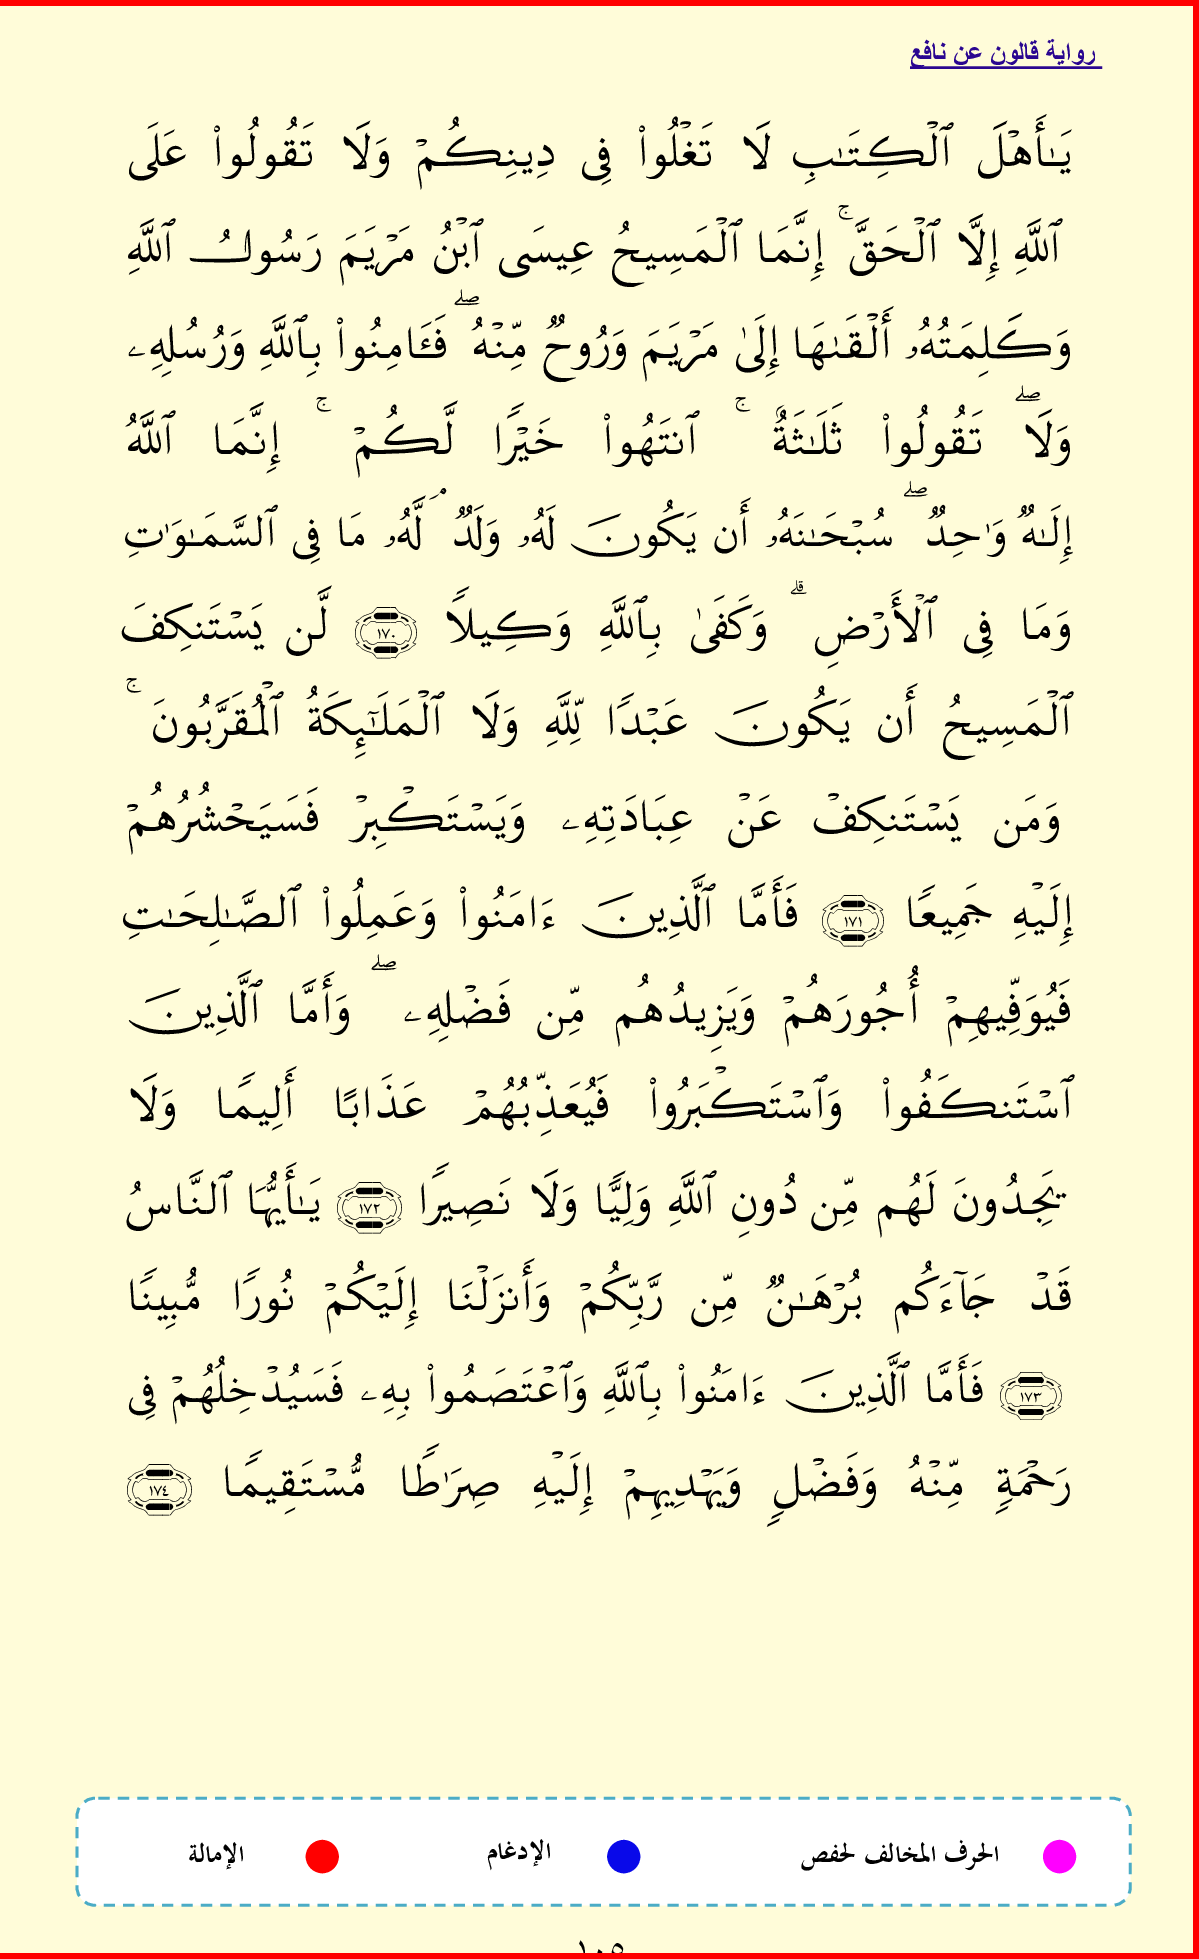 رواية قالون عن نافع
يَـٰٓأَهْلَ ٱلْكِتَـٰبِ لَا تَغْلُوا۟ فِى دِينِكُمْ وَلَا تَقُولُوا۟ عَلَى
ٱللَّهِ إِلَّا ٱلْحَقَّ ۚ إِنَّمَا ٱلْمَسِيحُ عِيسَى ٱبْنُ مَرْيَمَ رَسُولُ ٱللَّهِ
وَكَلِمَتُهُۥ أَلْقَىٰهَا إِلَىٰ مَرْيَمَ وَرُوحٌ مِّنْهُ ۖ فَـَٔامِنُوا۟ بِٱللَّهِ وَرُسُلِهِۦ
ۖ وَلَا تَقُولُوا۟ ثَلَـٰثَةٌ ۚ ٱنتَهُوا۟ خَيْرًا لَّكُمْ ۚ إِنَّمَا ٱللَّهُ
إِلَـٰهٌ وَٰحِدٌ ۖ سُبْحَـٰنَهُۥٓ أَن يَكُونَ لَهُۥ وَلَدٌ ۘ لَّهُۥ مَا فِى ٱلسَّمَـٰوَٰتِ
وَمَا فِى ٱلْأَرْضِ ۗ وَكَفَىٰ بِٱللَّهِ وَكِيلًا ١٧٠ لَّن يَسْتَنكِفَ
ٱلْمَسِيحُ أَن يَكُونَ عَبْدًا لِّلَّهِ وَلَا ٱلْمَلَـٰٓئِكَةُ ٱلْمُقَرَّبُونَ ۚ
وَمَن يَسْتَنكِفْ عَنْ عِبَادَتِهِۦ وَيَسْتَكْبِرْ فَسَيَحْشُرُهُمْ
إِلَيْهِ جَمِيعًا ١٧١ فَأَمَّا ٱلَّذِينَ ءَامَنُوا۟ وَعَمِلُوا۟ ٱلصَّـٰلِحَـٰتِ
فَيُوَفِّيهِمْ أُجُورَهُمْ وَيَزِيدُهُم مِّن فَضْلِهِۦ ۖ وَأَمَّا ٱلَّذِينَ
ٱسْتَنكَفُوا۟ وَٱسْتَكْبَرُوا۟ فَيُعَذِّبُهُمْ عَذَابًا أَلِيمًا وَلَا
يَجِدُونَ لَهُم مِّن دُونِ ٱللَّهِ وَلِيًّا وَلَا نَصِيرًا ١٧٢ يَـٰٓأَيُّهَا ٱلنَّاسُ
قَدْ جَآءَكُم بُرْهَـٰنٌ مِّن رَّبِّكُمْ وَأَنزَلْنَا إِلَيْكُمْ نُورًا مُّبِينًا
١٧٣ فَأَمَّا ٱلَّذِينَ ءَامَنُوا۟ بِٱللَّهِ وَٱعْتَصَمُوا۟ بِهِۦ فَسَيُدْخِلُهُمْ فِى
رَحْمَةٍ مِّنْهُ وَفَضْلٍ وَيَهْدِيهِمْ إِلَيْهِ صِرَٰطًا مُّسْتَقِيمًا ١٧٤
الحرف المخالف لحفص الإدغام الإمالة
١٠٥